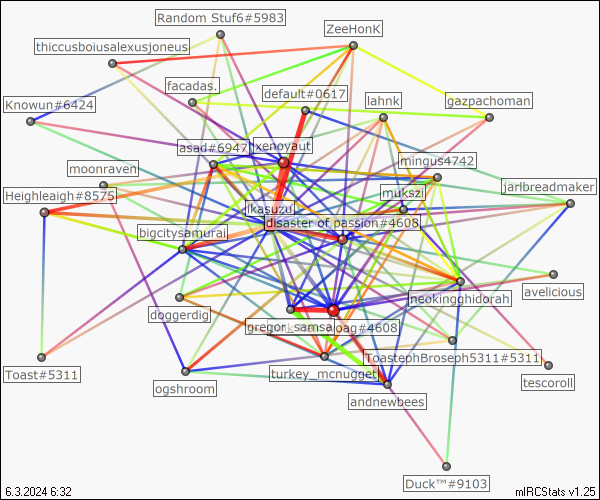 Random Stuf6#5983
ZeeHonK
thiccusboiusalexusjoneus
facadas.
default#0617
lahnk
gazpachoman
Knowun#6424
asad#6947
xenoyaut
mingus4742
moonraven
mukszi
jarlbreadmaker
Heighleaigh#8575
ikasuzu
disaster of passion#4608
bigcitysamurai
avelicious
neokingghidorah
doggerdig
gregor_samsa
oag#4608
ToastephBroseph5311#5311
Toast#5311
turkey_mcnugget
tescoroll
ogshroom
andnewbees
Duck™#9103
6.3.2024 6:32
mIRCStats v1.25